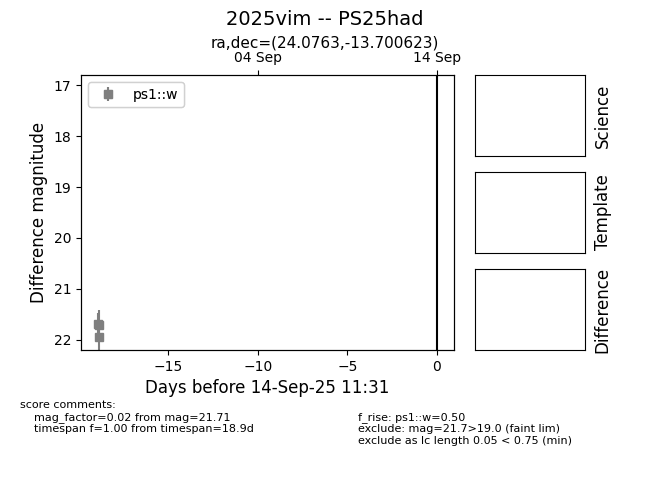 2025vim -- PS25had
ra,dec=(24.0763,-13.700623)
04 Sep
14 Sep
ps1::w
17
18
19
20
21
22
Difference magnitude
−15
−10
−5
0
Days before 14-Sep-25 11:31
Science
Template
Difference
score comments:
mag_factor=0.02 from mag=21.71
timespan f=1.00 from timespan=18.9d
f_rise: ps1::w=0.50
exclude: mag=21.7>19.0 (faint lim)
exclude as lc length 0.05 < 0.75 (min)